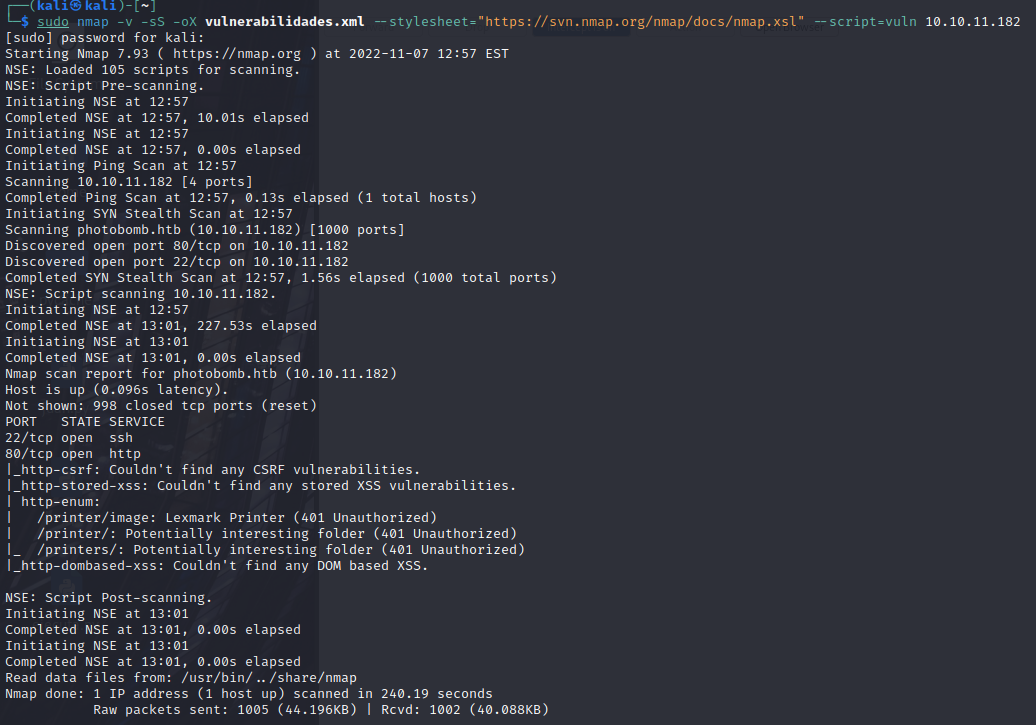 ┌──(kali㉿kali)-[~]
└─$ sudo nmap -v -sS -oX vulnerabilidades.xml --stylesheet="https://svn.nmap.org/nmap/docs/nmap.xsl" --script=vuln 10.10.11.182
[sudo] password for kali:
Starting Nmap 7.93 ( https://nmap.org ) at 2022-11-07 12:57 EST
NSE: Loaded 105 scripts for scanning.
NSE: Script Pre-scanning.
Initiating NSE at 12:57
Completed NSE at 12:57, 10.01s elapsed
Initiating NSE at 12:57
Completed NSE at 12:57, 0.00s elapsed
Initiating Ping Scan at 12:57
Scanning 10.10.11.182 [4 ports]
Completed Ping Scan at 12:57, 0.13s elapsed (1 total hosts)
Initiating SYN Stealth Scan at 12:57
Scanning photobomb.htb (10.10.11.182) [1000 ports]
Discovered open port 80/tcp on 10.10.11.182
Discovered open port 22/tcp on 10.10.11.182
Completed SYN Stealth Scan at 12:57, 1.56s elapsed (1000 total ports)
NSE: Script scanning 10.10.11.182.
Initiating NSE at 12:57
Completed NSE at 13:01, 227.53s elapsed
Initiating NSE at 13:01
Completed NSE at 13:01, 0.00s elapsed
Nmap scan report for photobomb.htb (10.10.11.182)
Host is up (0.096s latency).
Not shown: 998 closed tcp ports (reset)
PORT   STATE SERVICE
22/tcp open  ssh
80/tcp open  http
|_http-csrf: Couldn't find any CSRF vulnerabilities.
|_http-stored-xss: Couldn't find any stored XSS vulnerabilities.
| http-enum:
|   /printer/image: Lexmark Printer (401 Unauthorized)
|   /printer/: Potentially interesting folder (401 Unauthorized)
|_  /printers/: Potentially interesting folder (401 Unauthorized)
|_http-dombased-xss: Couldn't find any DOM based XSS.
NSE: Script Post-scanning.
Initiating NSE at 13:01
Completed NSE at 13:01, 0.00s elapsed
Initiating NSE at 13:01
Completed NSE at 13:01, 0.00s elapsed
Read data files from: /usr/bin/../share/nmap
Nmap done: 1 IP address (1 host up) scanned in 240.19 seconds
           Raw packets sent: 1005 (44.196KB) | Rcvd: 1002 (40.088KB)